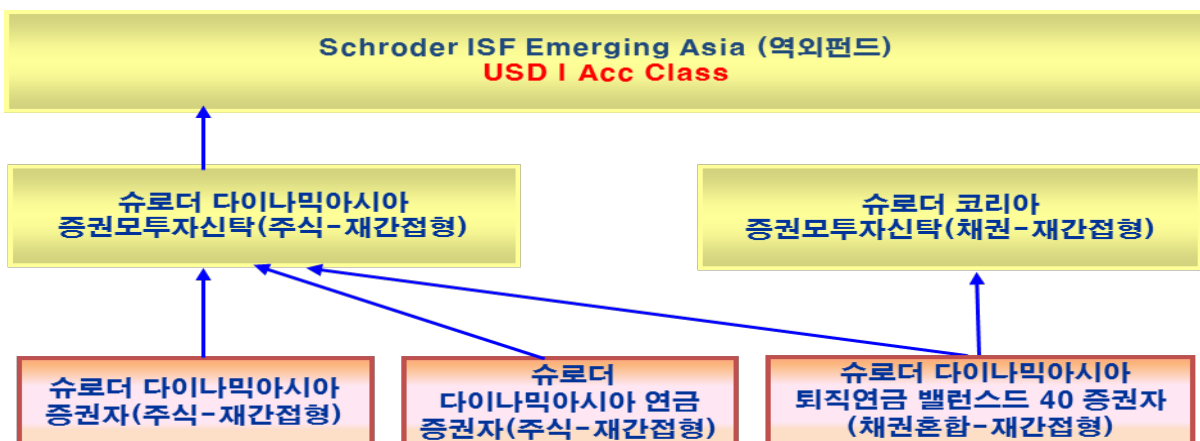 Schroder ISF Emerging Asia (역외펀드)
USD I Acc Class
슈로더 다이나믹아시아
증권모투자신탁(주식-재간접형)
슈로더 코리아
증권모투자신탁(채권-재간접형)
슈로더 다이나믹아시아
증권자(주식-재간접형)
슈로더
다이나믹아시아 연금
증권자(주식-재간접형)
슈로더 다이나믹아시아
퇴직연금 밸런스드 40 증권자
(채권혼합-재간접형)